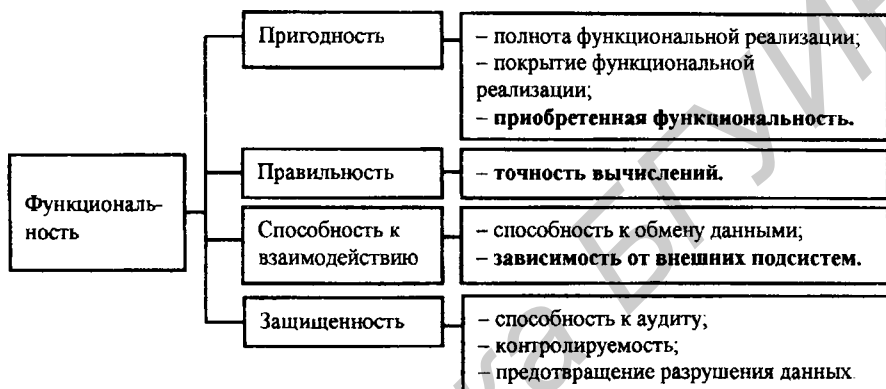 Функциональ-
ность
Пригодность
– полнота функциональной реализации;
– покрытие функциональной
реализации;
– приобретенная функциональность.
Правильность
– точность вычислений.
Способность к
взаимодействию
– способность к обмену данными;
– зависимость от внешних подсистем.
Защищенность
– способность к аудиту;
– контролируемость;
– предотвращение разрушения данных.